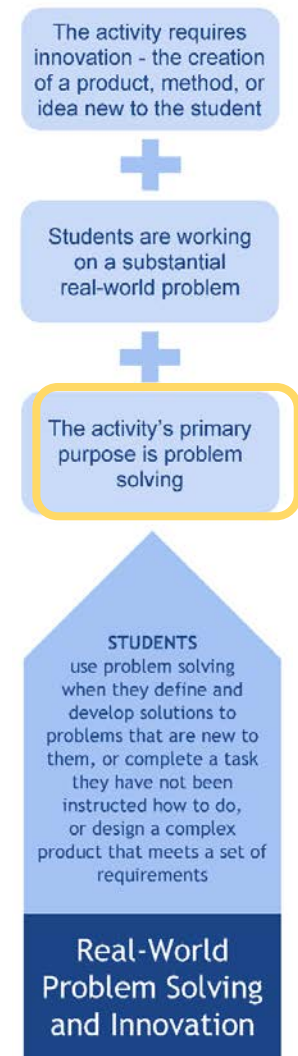 The activity requires
innovation - the creation
of a product, method, or
idea new to the student
+
Students are working
on a substantial
real-world problem
+
The activity’s primary
purpose is problem
solving
STUDENTS
use problem solving
when they define and
develop solutions to
problems that are new to
them, or complete a task
they have not been
instructed how to do,
or design a complex
product that meets a set of
requirements
Real-World
Problem Solving
and Innovation